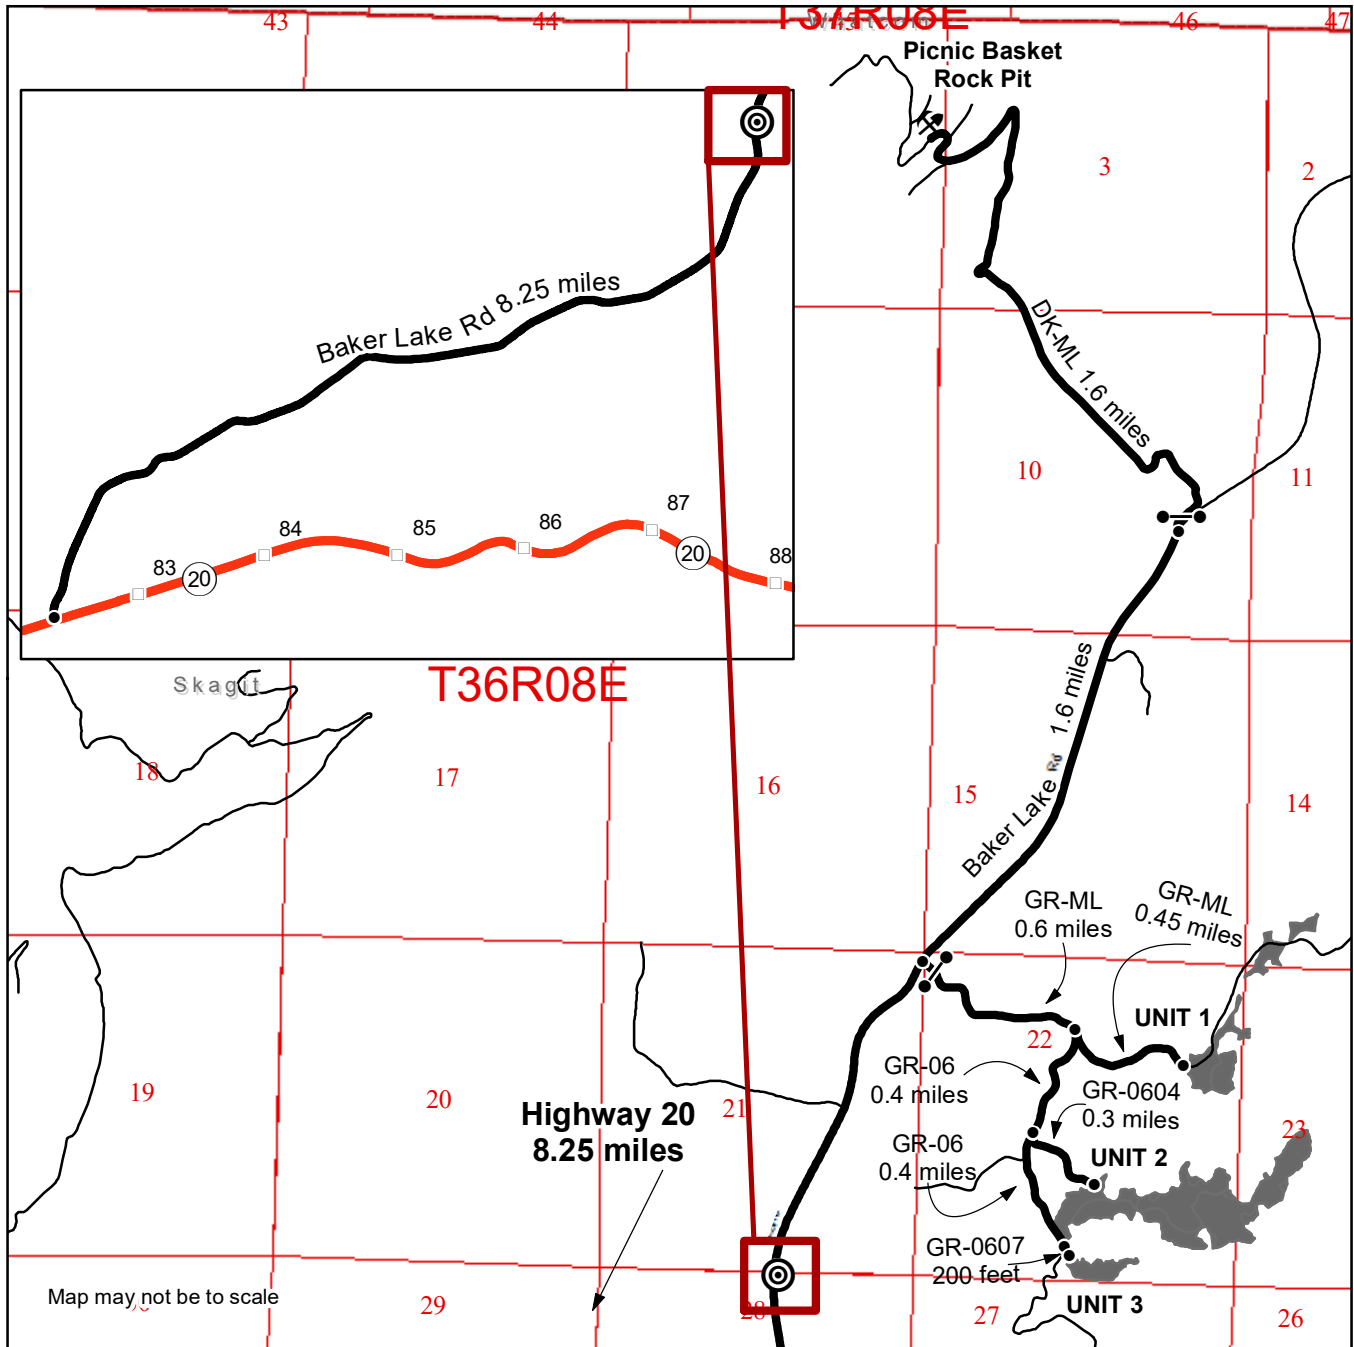 43
44
T37R08E
46
47
Picnic Basket
Rock Pit
3
2
Baker Lake Rd 8.25 miles
DK-ML 1.6 miles
10
11
83
20
84
85
86
87
20
88
Skagit
T36R08E
Baker Lake Rd 1.6 miles
18
17
16
15
14
GR-ML
0.6 miles
GR-ML
0.45 miles
UNIT 1
22
19
20
21
GR-06
0.4 miles
GR-0604
0.3 miles
23
Highway 20
8.25 miles
GR-06
0.4 miles
UNIT 2
GR-0607
200 feet
UNIT 3
Map may not be to scale
29
28
27
26